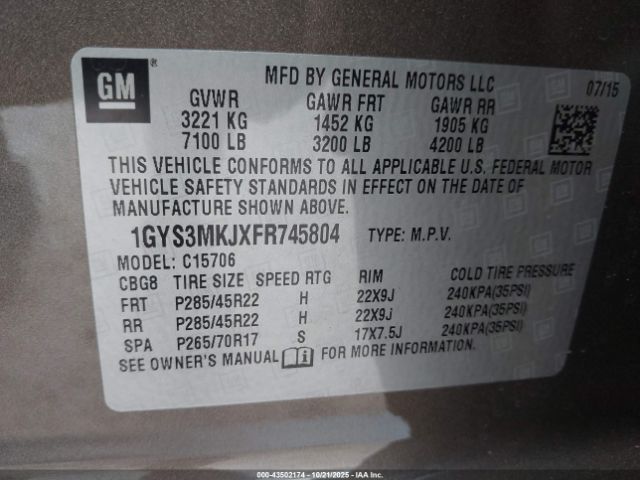 GM ®
MFD BY GENERAL MOTORS LLC 07/15
GVWR GAWR FRT GAWR RR
3221 KG 1452 KG 1905 KG
7100 LB 3200 LB 4200 LB
THIS VEHICLE CONFORMS TO ALL APPLICABLE U.S. FEDERAL MOTOR
VEHICLE SAFETY STANDARDS IN EFFECT ON THE DATE OF
MANUFACTURE SHOWN ABOVE.
1GYS3MKJXFR745804 TYPE: M.P.V.
MODEL: C15706
CBG8 TIRE SIZE SPEED RTG RIM COLD TIRE PRESSURE
FRT P285/45R22 H 22X9J 240KPA(35PSI)
RR P285/45R22 H 22X9J 240KPA(35PSI)
SPA P265/70R17 S 17X7.5J 240KPA(35PSI)
SEE OWNER'S MANUAL FOR MORE INFORMATION.
000-43502174 | 10/21/2025 | IAA Inc.